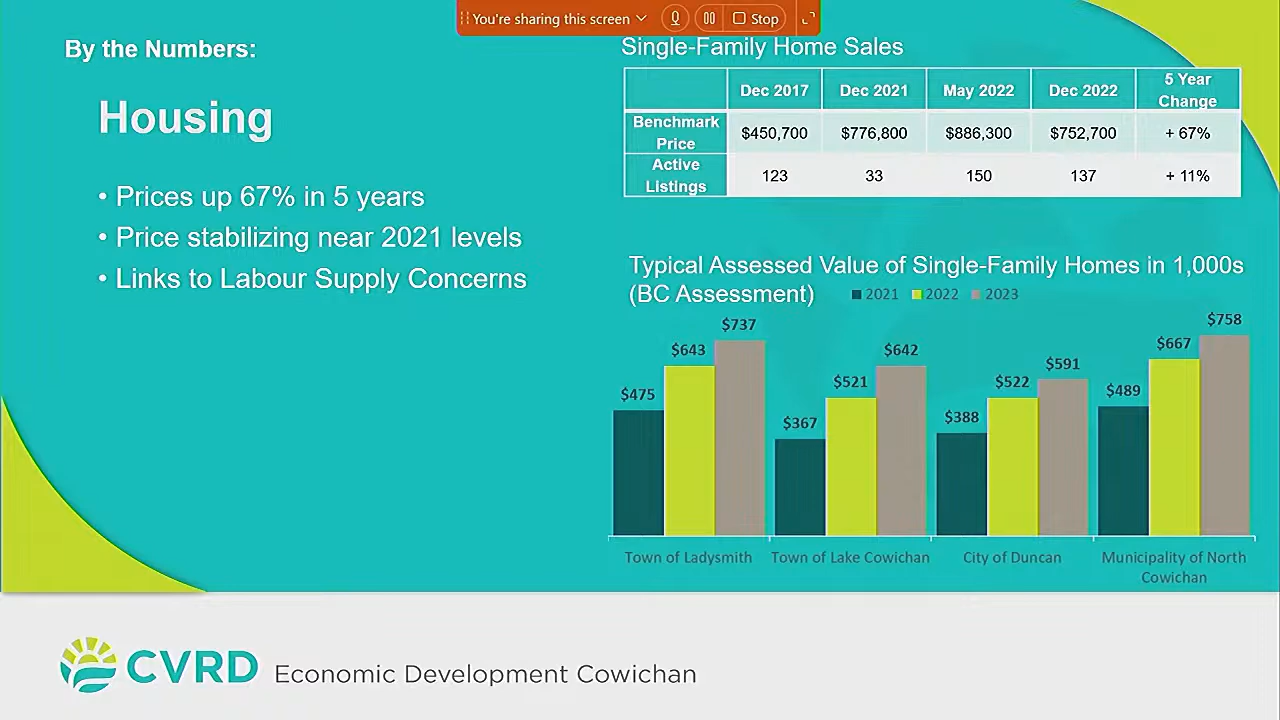 You're sharing this screen
Stop
By the Numbers:
Housing
• Prices up 67% in 5 years
• Price stabilizing near 2021 levels
• Links to Labour Supply Concerns
Single-Family Home Sales
Dec 2017 Dec 2021 May 2022 Dec 2022 5 Year Change
Benchmark Price $450,700 $776,800 $886,300 $752,700 + 67%
Active Listings 123 33 150 137 + 11%
Typical Assessed Value of Single-Family Homes in 1,000s
(BC Assessment)
2021 2022 2023
$475 $643 $737
$367 $521 $642
$388 $522 $591
$489 $667 $758
Town of Ladysmith Town of Lake Cowichan City of Duncan Municipality of North
Cowichan
CVRD Economic Development Cowichan